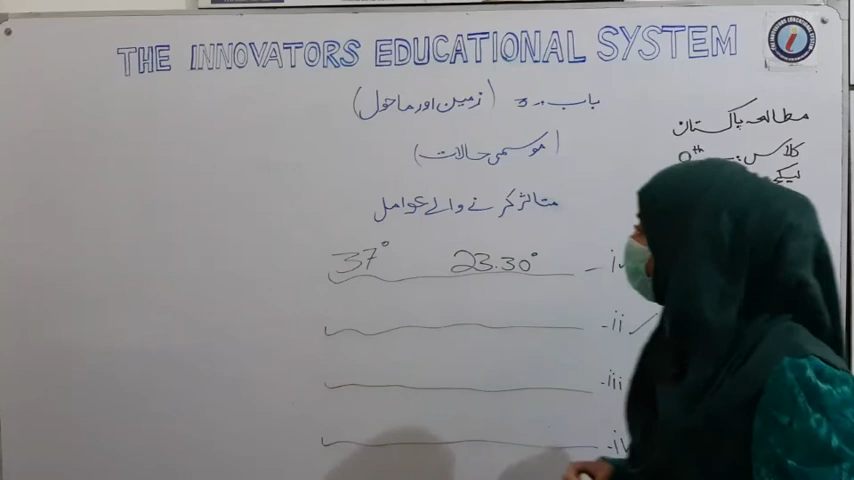 THE INNOVATORS EDUCATIONAL SYSTEM
باب۔ (زمین اور ماحول)
(موسمی حالات)
متاثر کرنے والے عوامل
37° 23.30° - i
- ii ✓
- iii
- iv
مطالعہ پاکستان
کلاس :- 9th